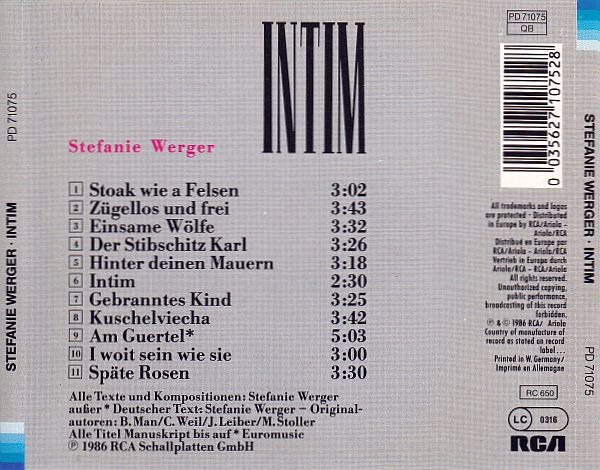 PD 71075
STEFANIE WERGER · INTIM
INTIM
Stefanie Werger
1 Stoak wie a Felsen 3:02
2 Zügellos und frei 3:43
3 Einsame Wölfe 3:32
4 Der Stibschitz Karl 3:26
5 Hinter deinen Mauern 3:18
6 Intim 2:30
7 Gebranntes Kind 3:25
8 Kuschelviecha 3:42
9 Am Guertel* 5:03
10 I woit sein wie sie 3:00
11 Späte Rosen 3:30
Alle Texte und Kompositionen: Stefanie Werger
außer * Deutscher Text: Stefanie Werger – Original-
autoren: B. Man/C. Weil/J. Leiber/M. Stoller
Alle Titel Manuskript bis auf * Euromusic
Ⓟ 1986 RCA Schallplatten GmbH
PD 71075
QB
0 035627 107528
All trademarks and logos
are protected · Distributed
in Europe by RCA/Ariola –
Ariola/RCA
Distribué en Europe par
RCA/Ariola – Ariola/RCA
Vertrieb in Europa durch
Ariola/RCA – RCA/Ariola
All rights reserved.
Unauthorized copying,
public performance,
broadcasting of this record
forbidden.
Ⓟ & © 1986 RCA/ Ariola
Country of manufacture of
record as stated on record
label ...
Printed in W. Germany/
Imprimé en Allemagne
RC 650
LC 0316
RCA
STEFANIE WERGER · INTIM
PD 71075